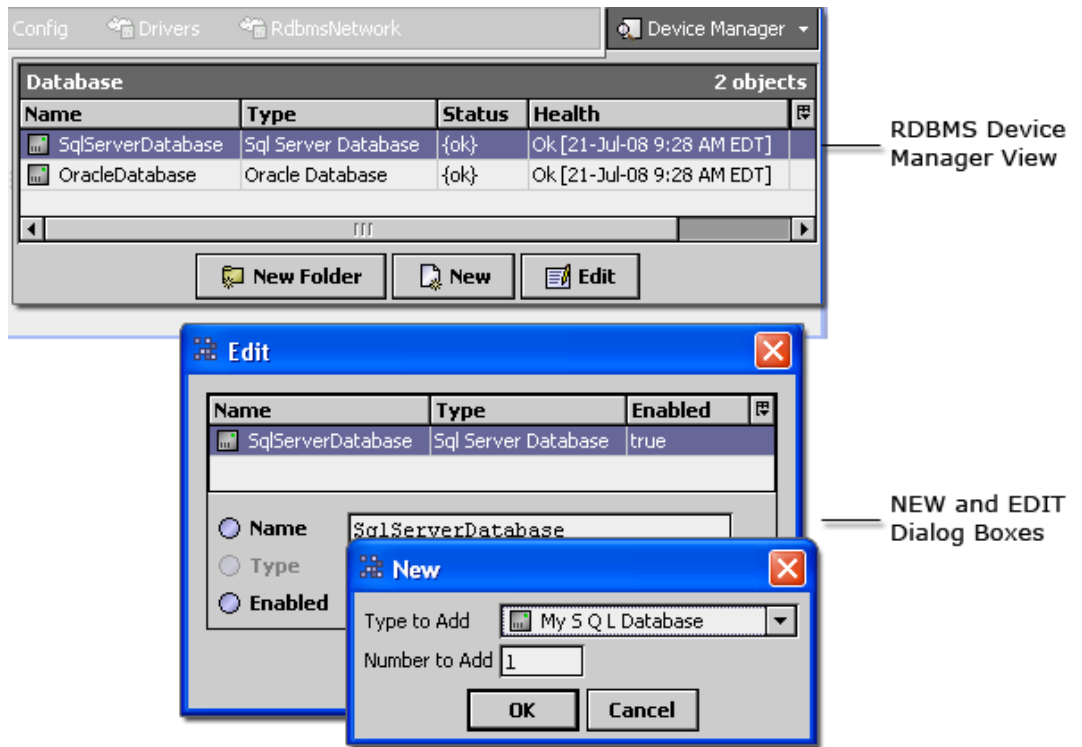 Config Drivers RdbmsNetwork Device Manager
Database 2 objects
Name Type Status Health
SqlServerDatabase Sql Server Database {ok} Ok [21-Jul-08 9:28 AM EDT]
OracleDatabase Oracle Database {ok} Ok [21-Jul-08 9:28 AM EDT]
New Folder New Edit
RDBMS Device
Manager View
Edit
Name Type Enabled
SqlServerDatabase Sql Server Database true
Name SqlServerDatabase
Type
Enabled
New
Type to Add My S Q L Database
Number to Add 1
OK Cancel
NEW and EDIT
Dialog Boxes